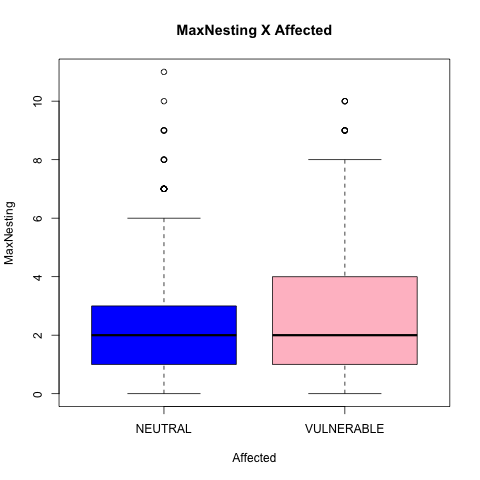 MaxNesting X Affected
MaxNesting
10
8
6
4
2
0
NEUTRAL
VULNERABLE
Affected